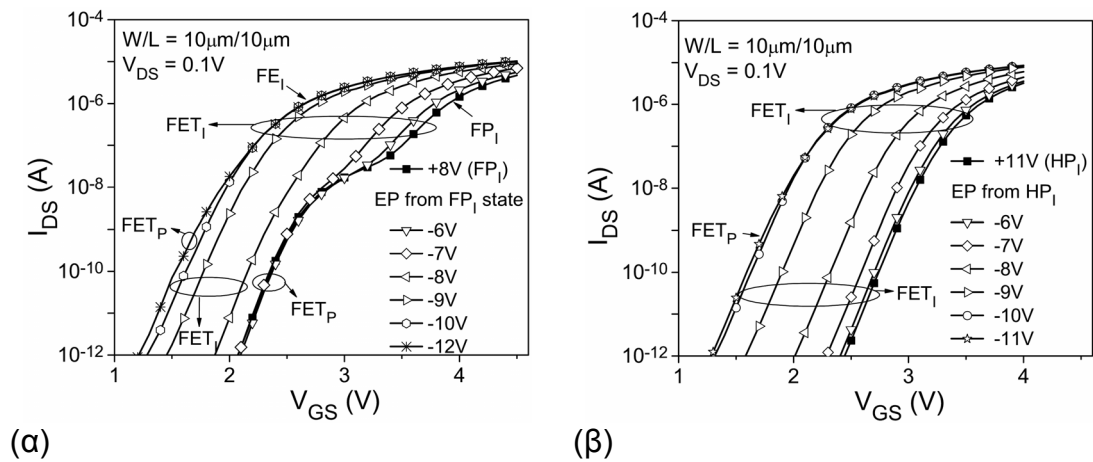 W/L = 10μm/10μm
V_DS = 0.1V
FE_I
FET_I
FP_I
+8V (FP_I)
EP from FP_I state
-6V
-7V
-8V
-9V
-10V
-12V
FET_P
FET_I
FET_P
10^-4
10^-6
10^-8
10^-10
10^-12
I_DS (A)
1
2
3
4
V_GS (V)
(α)
W/L = 10μm/10μm
V_DS = 0.1V
FET_I
+11V (HP_I)
EP from HP_I
-6V
-7V
-8V
-9V
-10V
-11V
FET_P
FET_I
10^-4
10^-6
10^-8
10^-10
10^-12
I_DS (A)
1
2
3
4
V_GS (V)
(β)